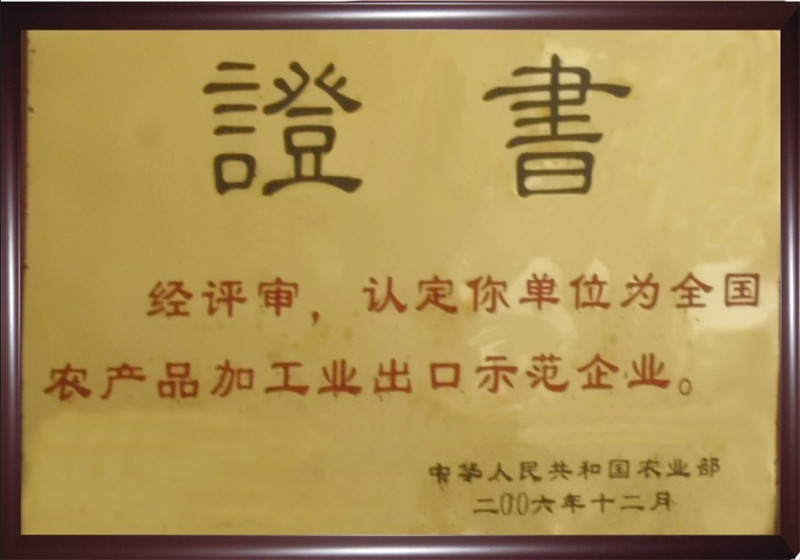 證書
经评审，认定你单位为全国
农产品加工业出口示范企业。
中华人民共和国农业部
二00六年十二月